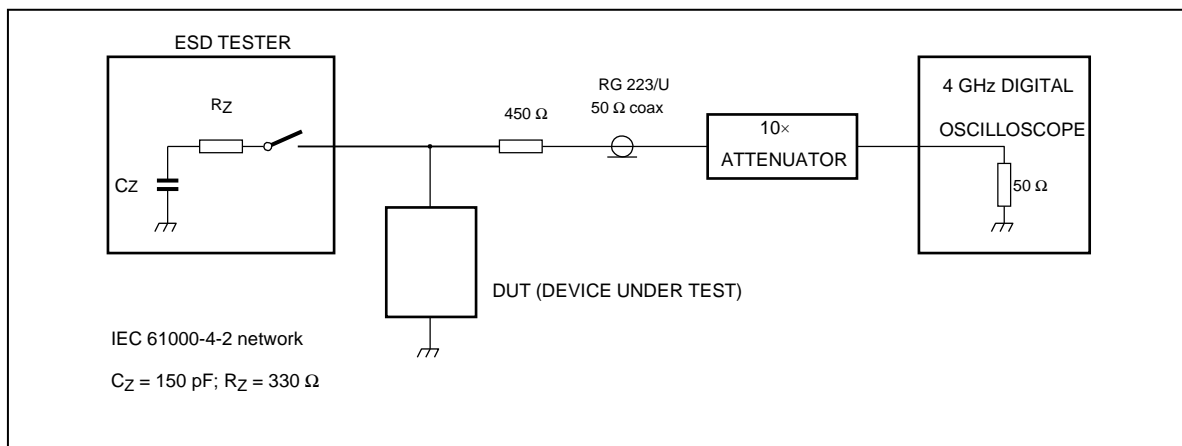 ESD TESTER
RZ
CZ
450 Ω
RG 223/U
50 Ω coax
10×
ATTENUATOR
4 GHz DIGITAL
OSCILLOSCOPE
50 Ω
DUT (DEVICE UNDER TEST)
IEC 61000-4-2 network
CZ = 150 pF; RZ = 330 Ω